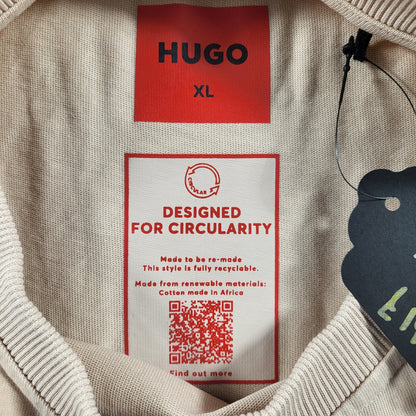 HUGO
XL
CIRCULAR
DESIGNED
FOR CIRCULARITY
Made to be re-made
This style is fully recyclable.
Made from renewable materials:
Cotton made in Africa
Find out more